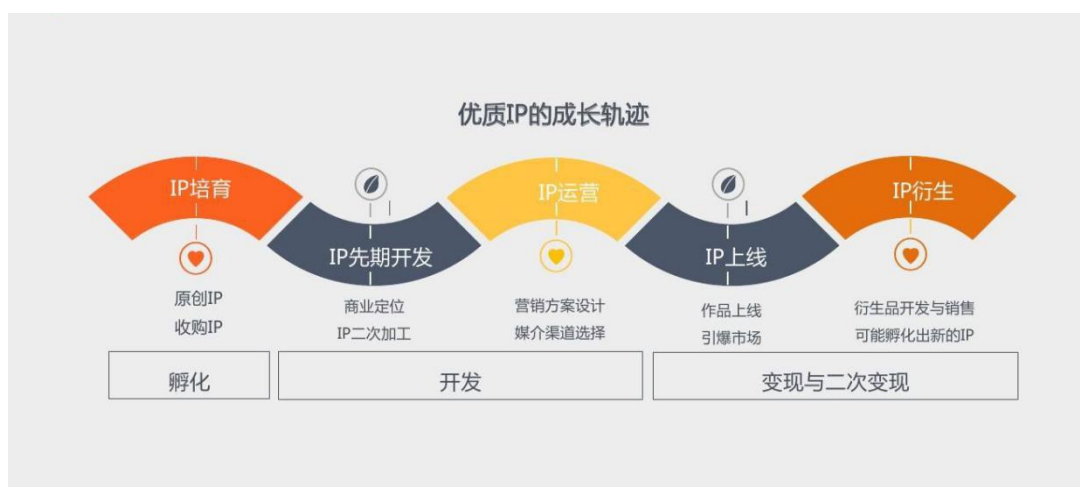 优质IP的成长轨迹
IP培育
IP先期开发
IP运营
IP上线
IP衍生
原创IP
收购IP
商业定位
IP二次加工
营销方案设计
媒介渠道选择
作品上线
引爆市场
衍生品开发与销售
可能孵化出新的IP
孵化
开发
变现与二次变现